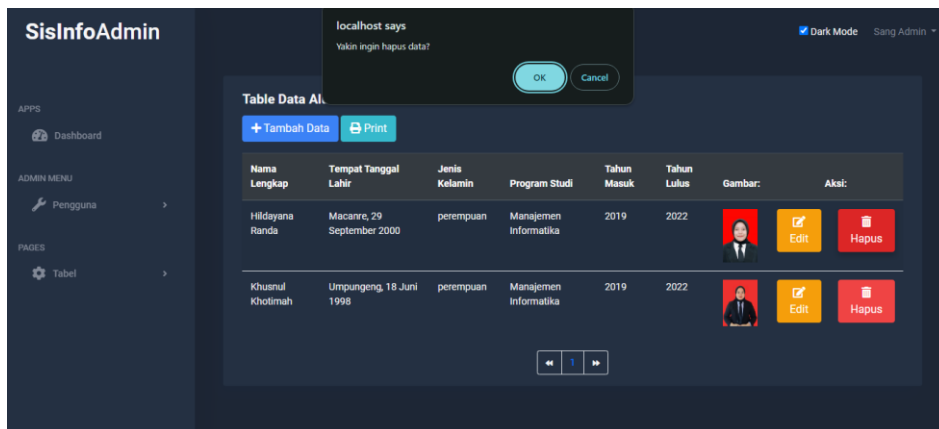 SisInfoAdmin
localhost says
Yakin ingin hapus data?
OK
Cancel
Dark Mode
Sang Admin
APPS
Dashboard
ADMIN MENU
Pengguna
PAGES
Tabel
Table Data
Tambah Data
Print
Nama Lengkap
Tempat Tanggal Lahir
Jenis Kelamin
Program Studi
Tahun Masuk
Tahun Lulus
Gambar:
Aksi:
Hildayana Randa
Macanre, 29 September 2000
perempuan
Manajemen Informatika
2019
2022
Edit
Hapus
Khusnul Khotimah
Umpungeng, 18 Juni 1998
perempuan
Manajemen Informatika
2019
2022
Edit
Hapus
1